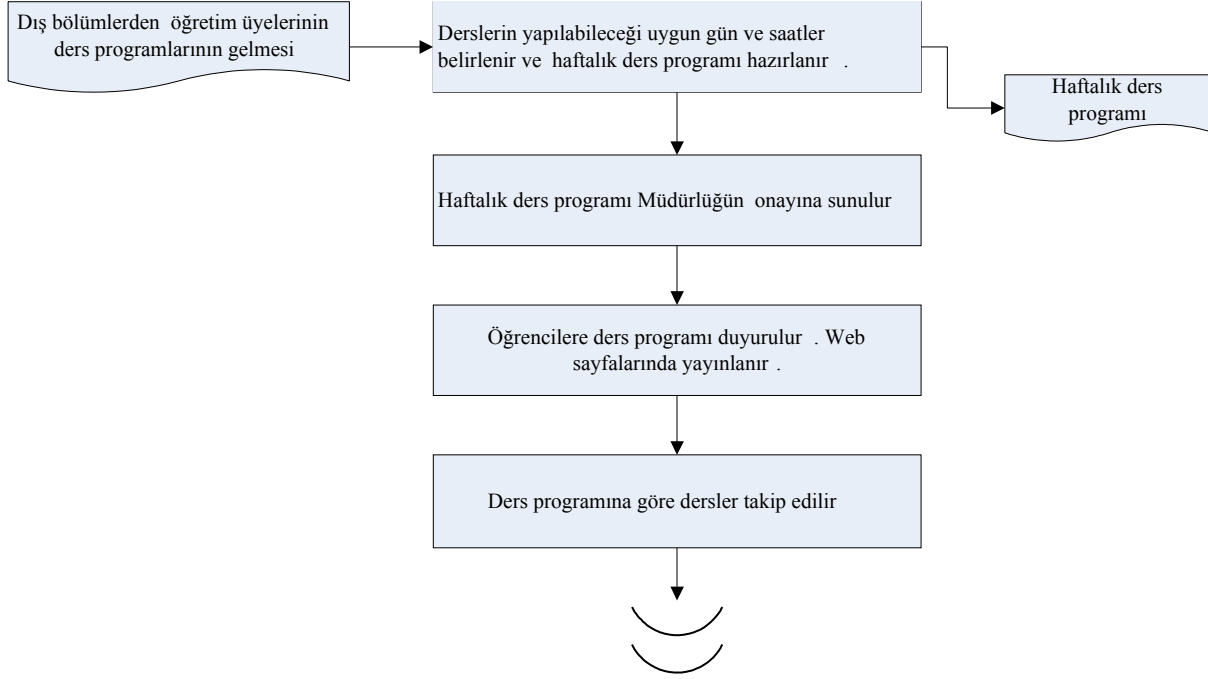 Dış bölümlerden öğretim üyelerinin
ders programlarının gelmesi
Derslerin yapılabileceği uygun gün ve saatler
belirlenir ve haftalık ders programı hazırlanır .
Haftalık ders
programı
Haftalık ders programı Müdürlüğün onayına sunulur
Öğrencilere ders programı duyurulur . Web
sayfalarında yayınlanır .
Ders programına göre dersler takip edilir